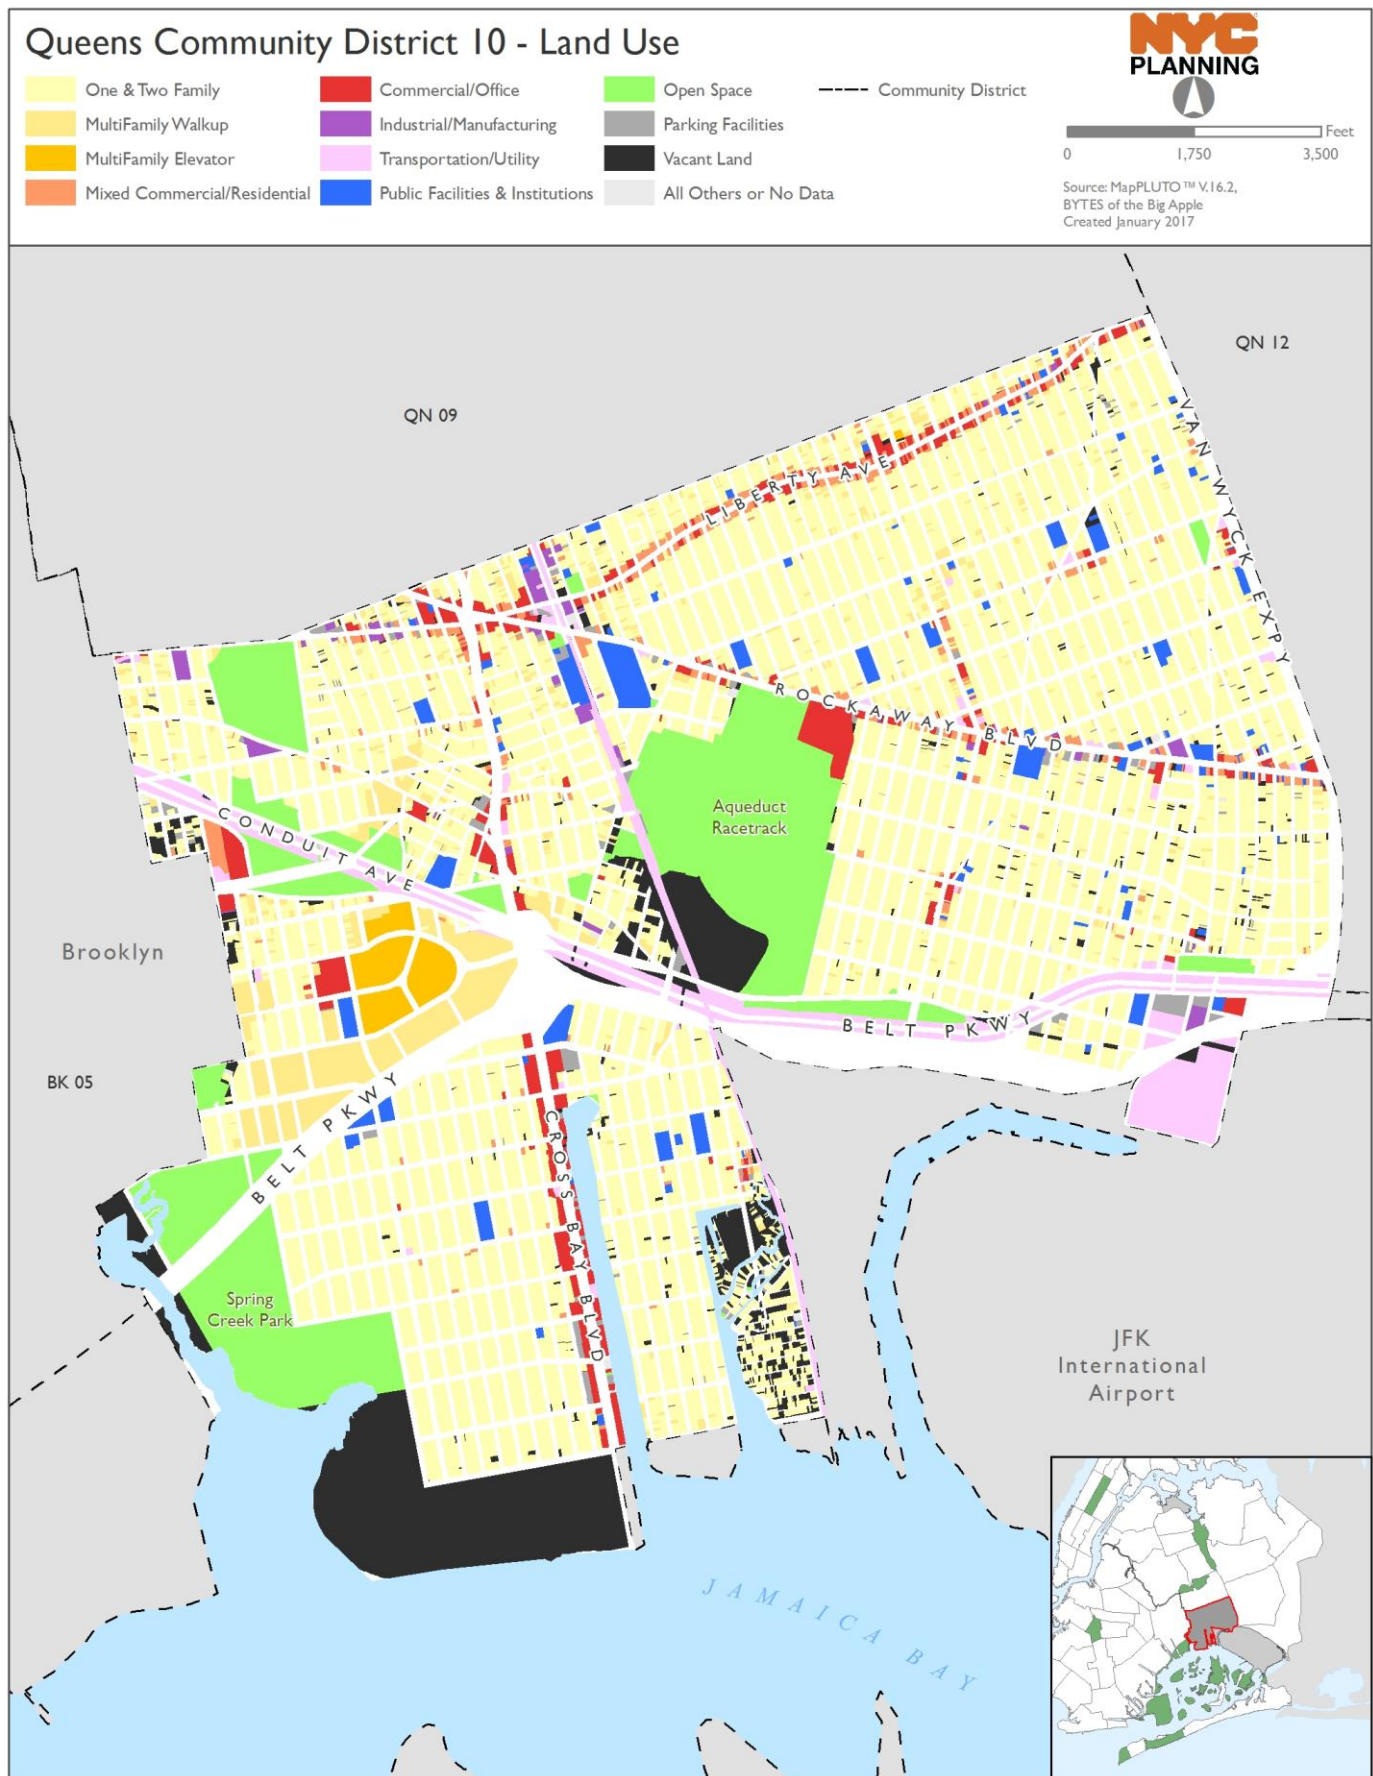 Queens Community District 10 - Land Use
NYC
PLANNING
One & Two Family
MultiFamily Walkup
MultiFamily Elevator
Mixed Commercial/Residential
Commercial/Office
Industrial/Manufacturing
Transportation/Utility
Public Facilities & Institutions
Open Space
Parking Facilities
Vacant Land
All Others or No Data
Community District
Feet
0 1,750 3,500
Source: MapPLUTO™ V.16.2,
BYTES of the Big Apple
Created January 2017
QN 12
QN 09
VAN WYCK EXPY
LIBERTY AVE
ROCKAWAY BLVD
Aqueduct
Racetrack
CONDUIT AVE
Brooklyn
BELT PKWY
BK 05
BELT PKWY
CROSS BAY BLVD
Spring
Creek Park
JFK
International
Airport
JAMAICA BAY